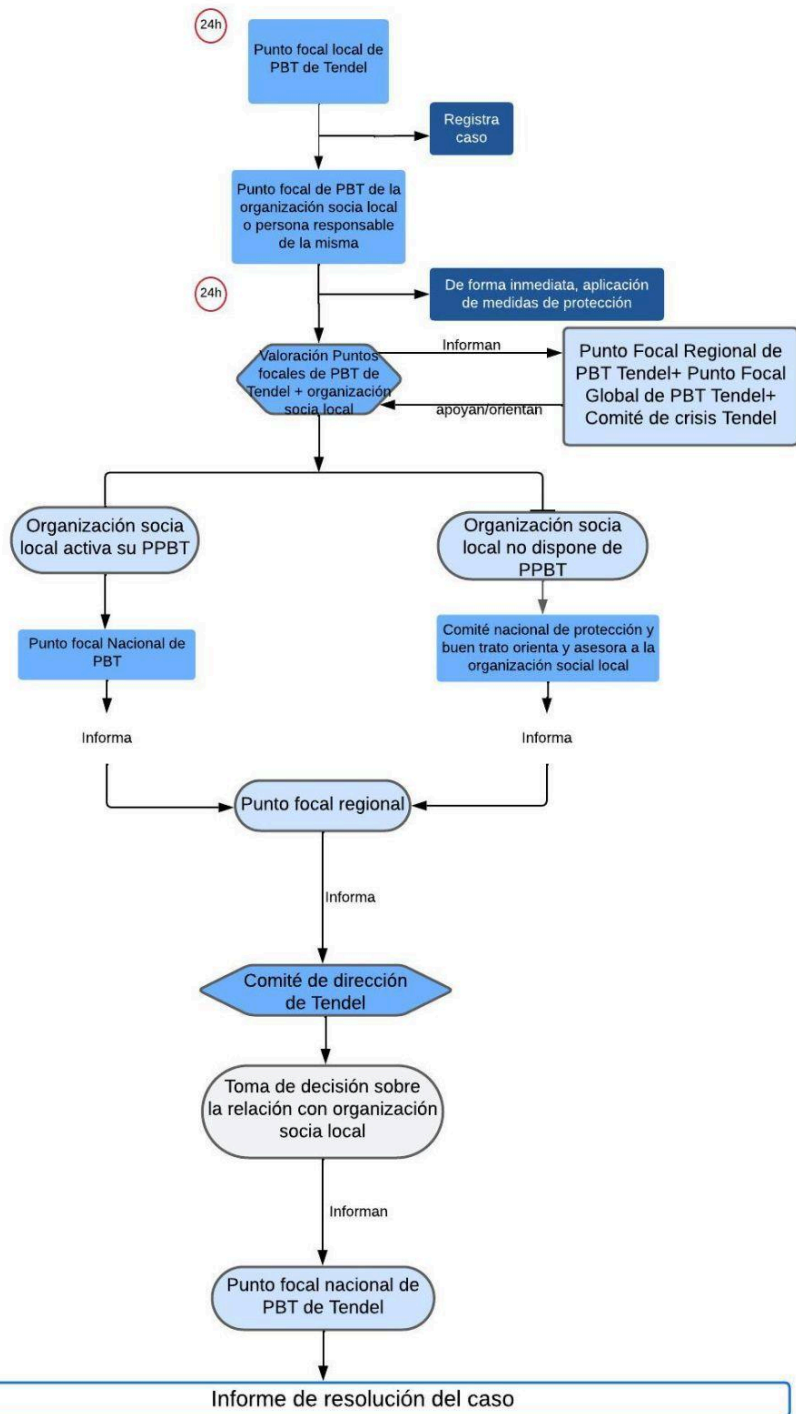 24h
Punto focal local de
PBT de Tendel
Registra
caso
Punto focal de PBT de la
organización socia local
o persona responsable
de la misma
24h
De forma inmediata, aplicación
de medidas de protección
Valoración Puntos
focales de PBT de
Tendel + organización
socia local
Informan
apoyan/orientan
Punto Focal Regional de
PBT Tendel+ Punto Focal
Global de PBT Tendel+
Comité de crisis Tendel
Organización socia
local activa su PPBT
Organización socia
local no dispone de
PPBT
Punto focal Nacional de
PBT
Comité nacional de protección y
buen trato orienta y asesora a la
organización social local
Informa
Informa
Punto focal regional
Informa
Comité de dirección
de Tendel
Toma de decisión sobre
la relación con organización
socia local
Informan
Punto focal nacional de
PBT de Tendel
Informe de resolución del caso